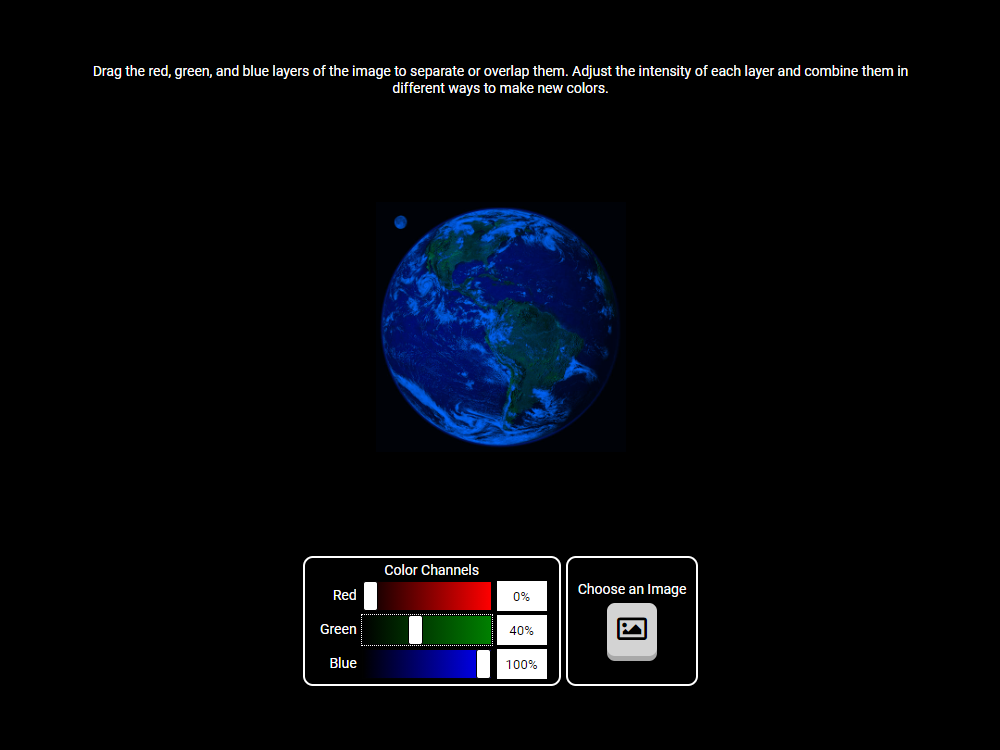 Drag the red, green, and blue layers of the image to separate or overlap them. Adjust the intensity of each layer and combine them in
different ways to make new colors.
Color Channels
Red 0%
Green 40%
Blue 100%
Choose an Image